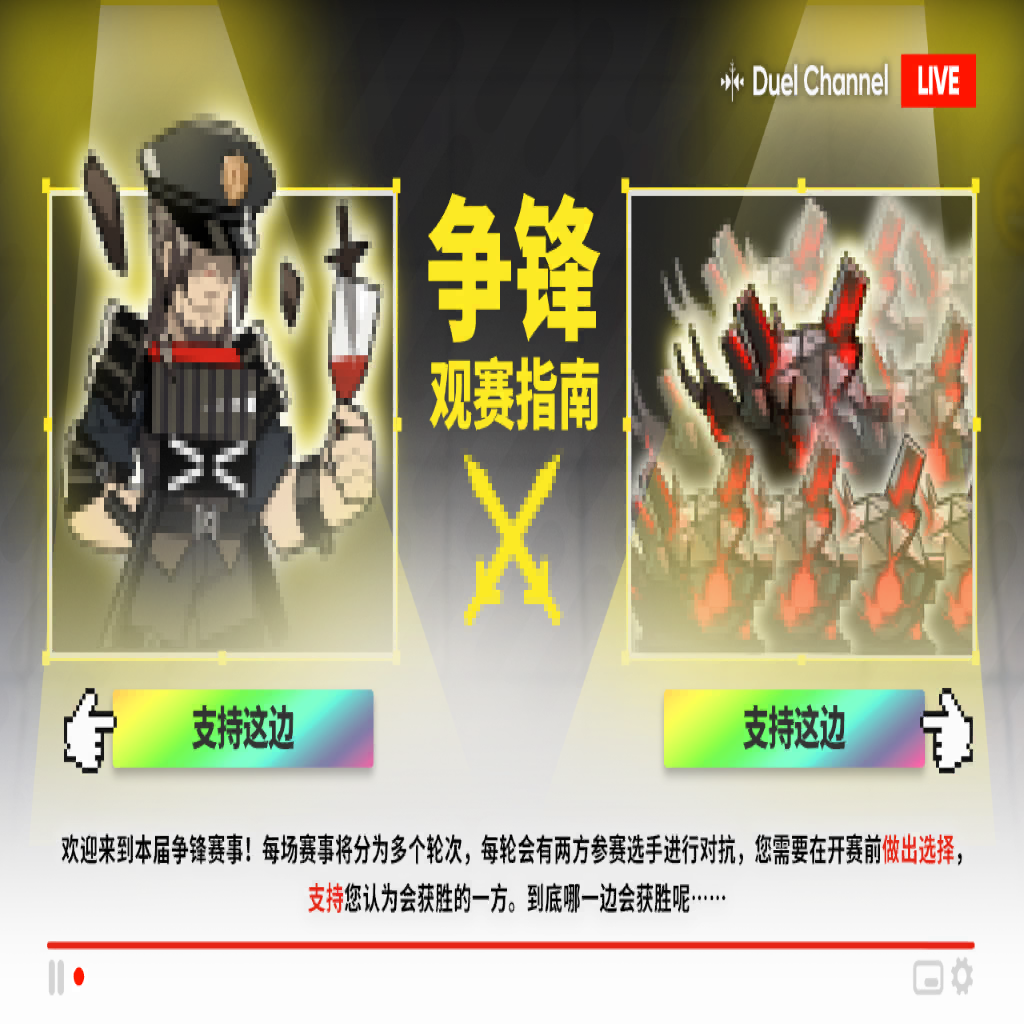 Duel Channel LIVE
争锋
观赛指南
支持这边
支持这边
欢迎来到本届争锋赛事！每场赛事将分为多个轮次，每轮会有两方参赛选手进行对抗，您需要在开赛前做出选择，
支持您认为会获胜的一方。到底哪一边会获胜呢……